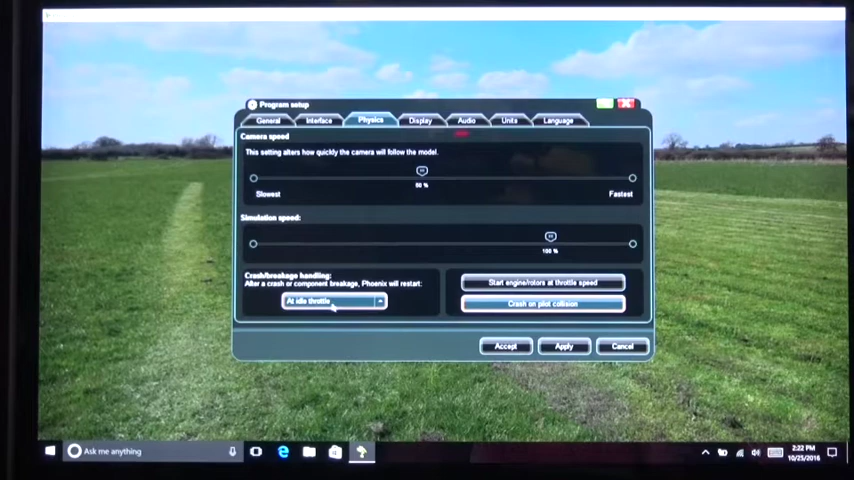 Program setup
General Interface Physics Display Audio Units Language
Camera speed
This setting alters how quickly the camera will follow the model.
50 %
Slowest Fastest
Simulation speed:
100 %
Crash/breakage handling:
After a crash or component breakage, Phoenix will restart:
At idle throttle
Start engine/rotors at throttle speed
Crash on pilot collision
Accept Apply Cancel
Ask me anything
2:22 PM
10/25/2016